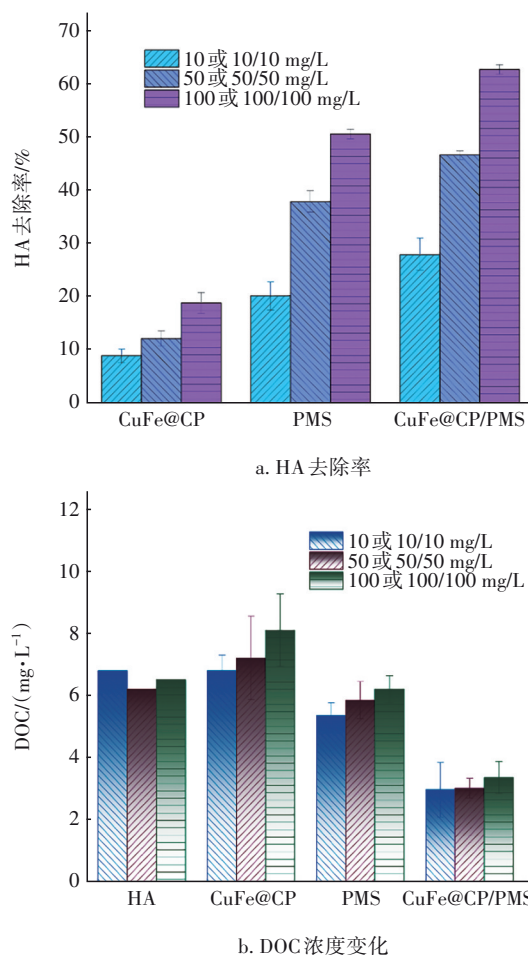 70
60
50
40
30
20
10
0
HA去除率/%
10或10/10 mg/L
50或50/50 mg/L
100或100/100 mg/L
CuFe@CP
PMS
CuFe@CP/PMS
a. HA去除率
12
10
8
6
4
2
0
DOC/(mg·L⁻¹)
10或10/10 mg/L
50或50/50 mg/L
100或100/100 mg/L
HA
CuFe@CP
PMS
CuFe@CP/PMS
b. DOC浓度变化